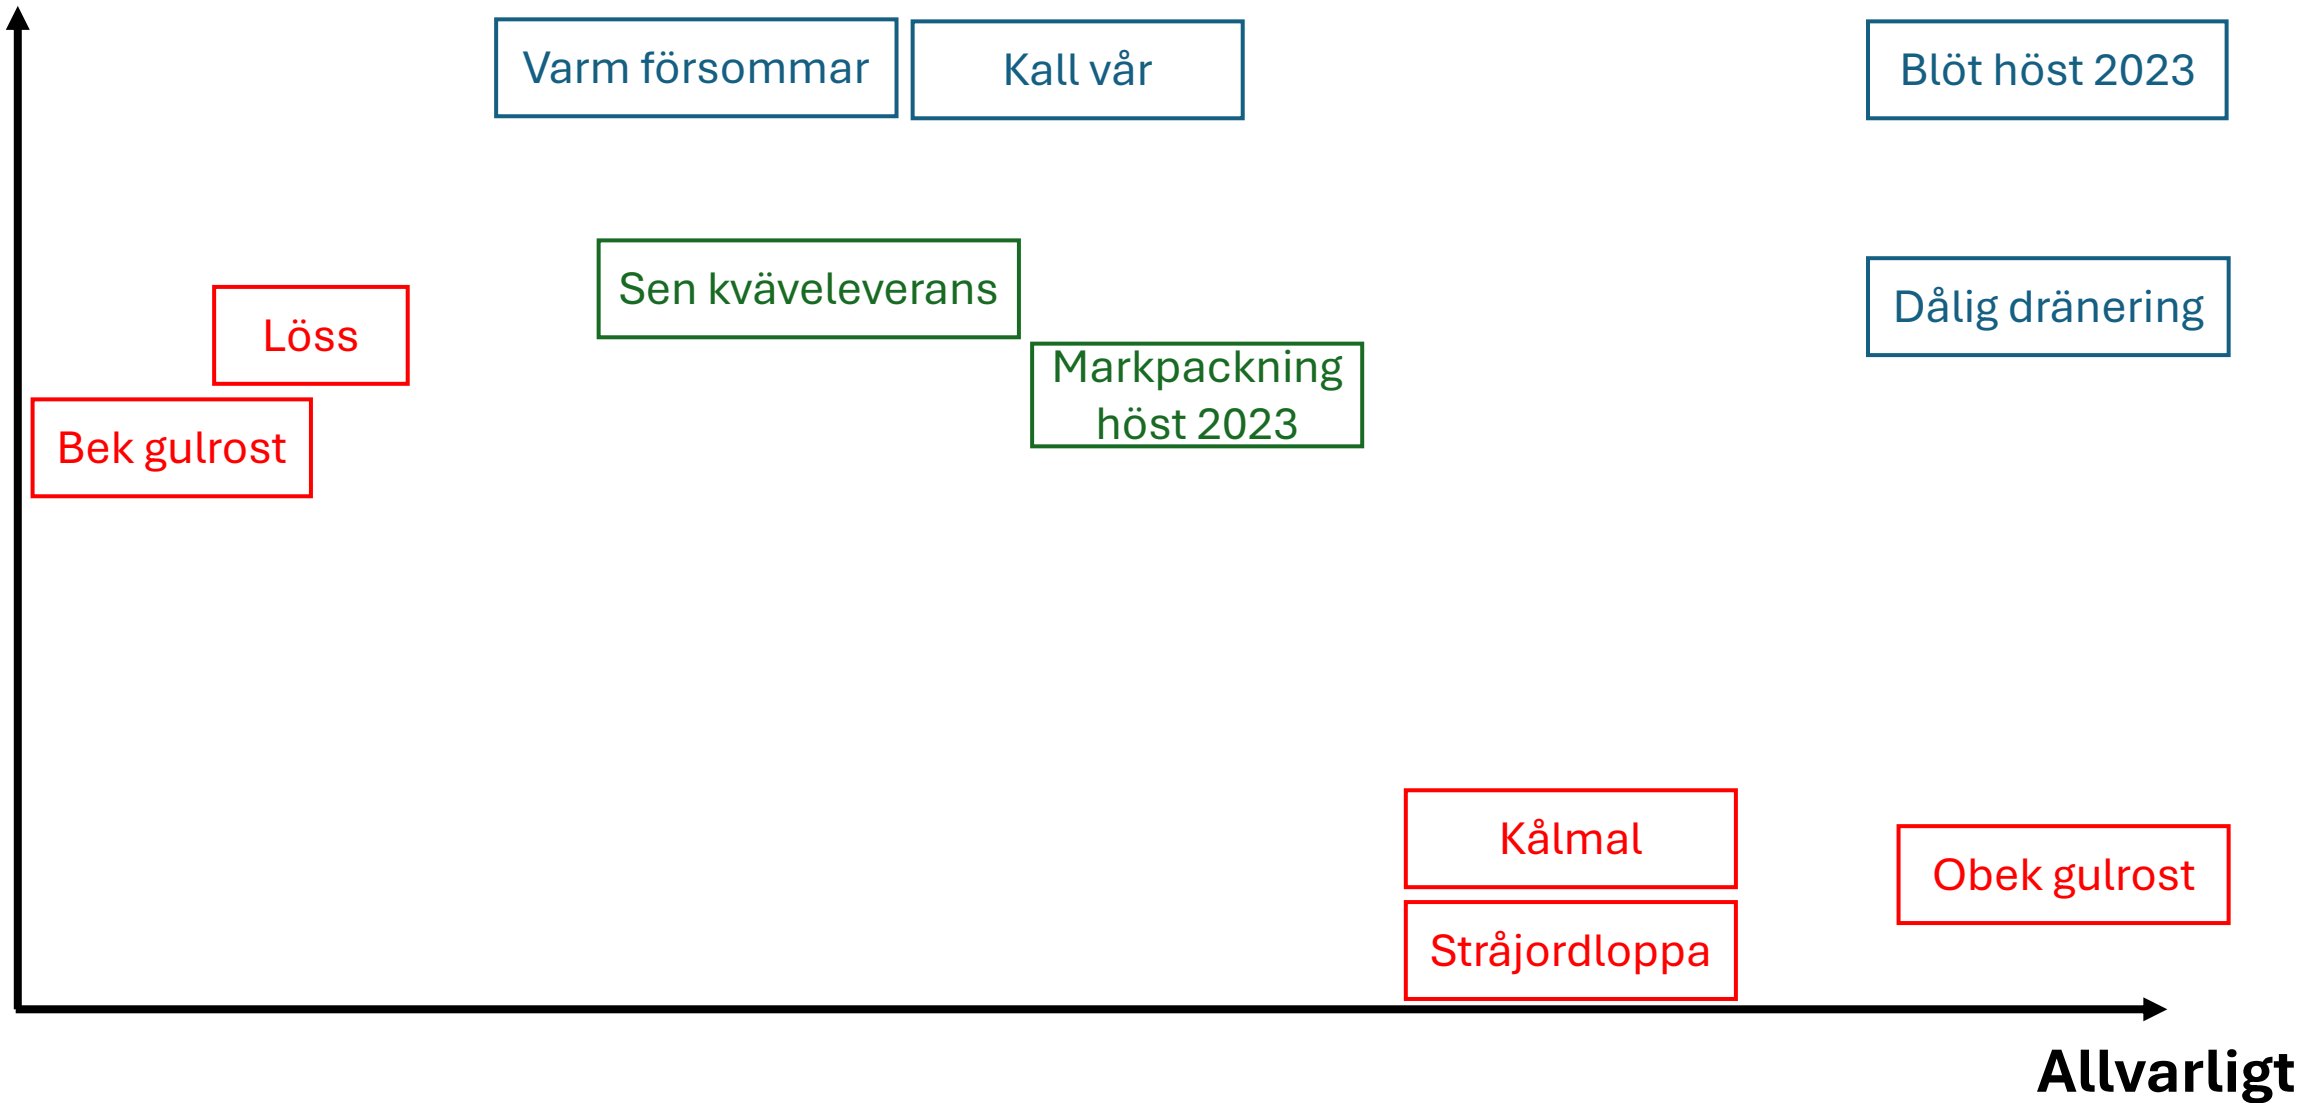 Varm försommar
Kall vår
Blöt höst 2023
Sen kväveleverans
Dålig dränering
Löss
Markpackning
höst 2023
Bek gulrost
Kålmal
Obek gulrost
Stråjordloppa
Allvarligt